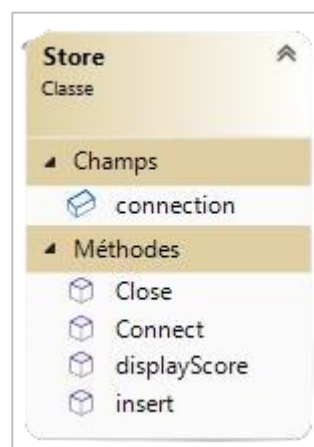 Store
Classe
Champs
connection
Méthodes
Close
Connect
displayScore
insert